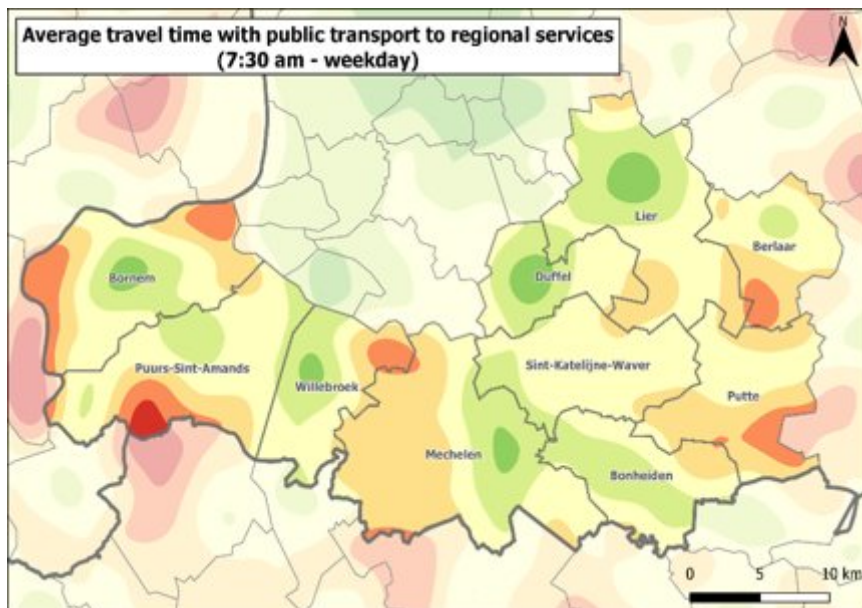 Average travel time with public transport to regional services
(7:30 am - weekday)
N
Lier
Berlaar
Bornem
Duffel
Puurs-Sint-Amands
Willebroek
Sint-Katelijne-Waver
Putte
Mechelen
Bonheiden
0 5 10 km